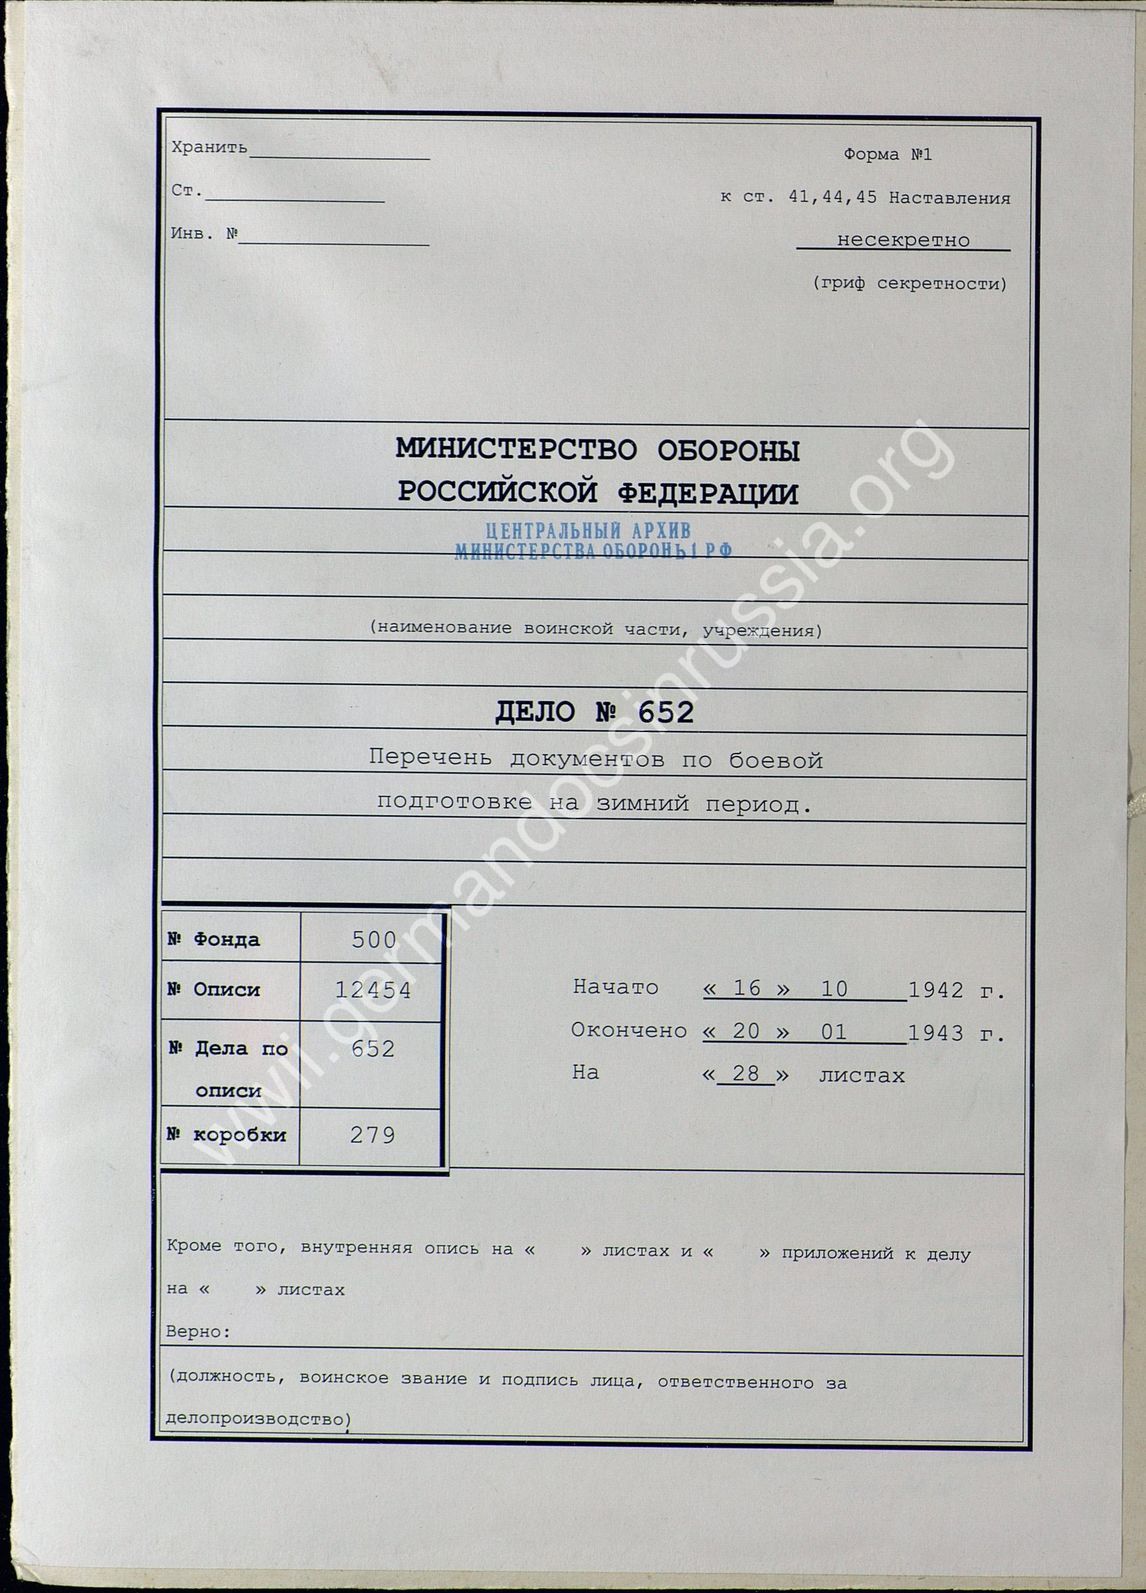 Хранить
Форма №1
Ст.
к ст. 41,44,45 Наставления
Инв. №
несекретно
(гриф секретности)
МИНИСТЕРСТВО ОБОРОНЫ
РОССИЙСКОЙ ФЕДЕРАЦИИ
ЦЕНТРАЛЬНЫЙ АРХИВ
МИНИСТЕРСТВА ОБОРОНЫ РФ
(наименование воинской части, учреждения)
ДЕЛО № 652
Перечень документов по боевой
подготовке на зимний период.
№ Фонда 500
№ Описи 12454
№ Дела по 652
описи
№ коробки 279
Начато « 16 » 10 1942 г.
Окончено « 20 » 01 1943 г.
На « 28 » листах
Кроме того, внутренняя опись на « » листах и « » приложений к делу
на « » листах
Верно:
(должность, воинское звание и подпись лица, ответственного за
делопроизводство)
wwii.germandocsinrussia.org